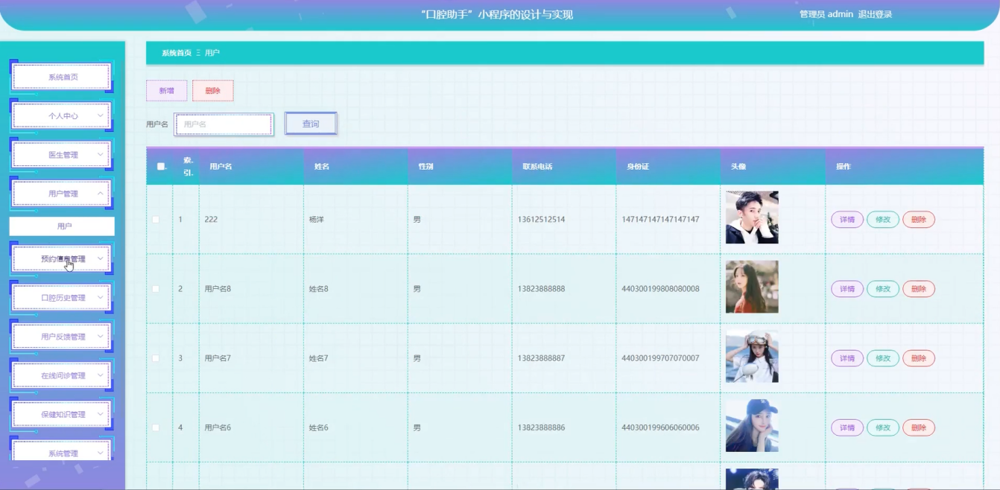 “口腔助手”小程序的设计与实现
管理员 admin 退出登录
系统首页
个人中心
医生管理
用户管理
用户
预约信息管理
口腔历史管理
用户反馈管理
在线问诊管理
保健知识管理
系统管理
系统首页 Ξ 用户
新增 删除
用户名 用户名 查询
索.引. 用户名 姓名 性别 联系电话 身份证 头像 操作
1 222 杨洋 男 13612512514 147147147147147147 详情 修改 删除
2 用户名8 姓名8 男 13823888888 440300199808080008 详情 修改 删除
3 用户名7 姓名7 男 13823888887 440300199707070007 详情 修改 删除
4 用户名6 姓名6 男 13823888886 440300199606060006 详情 修改 删除